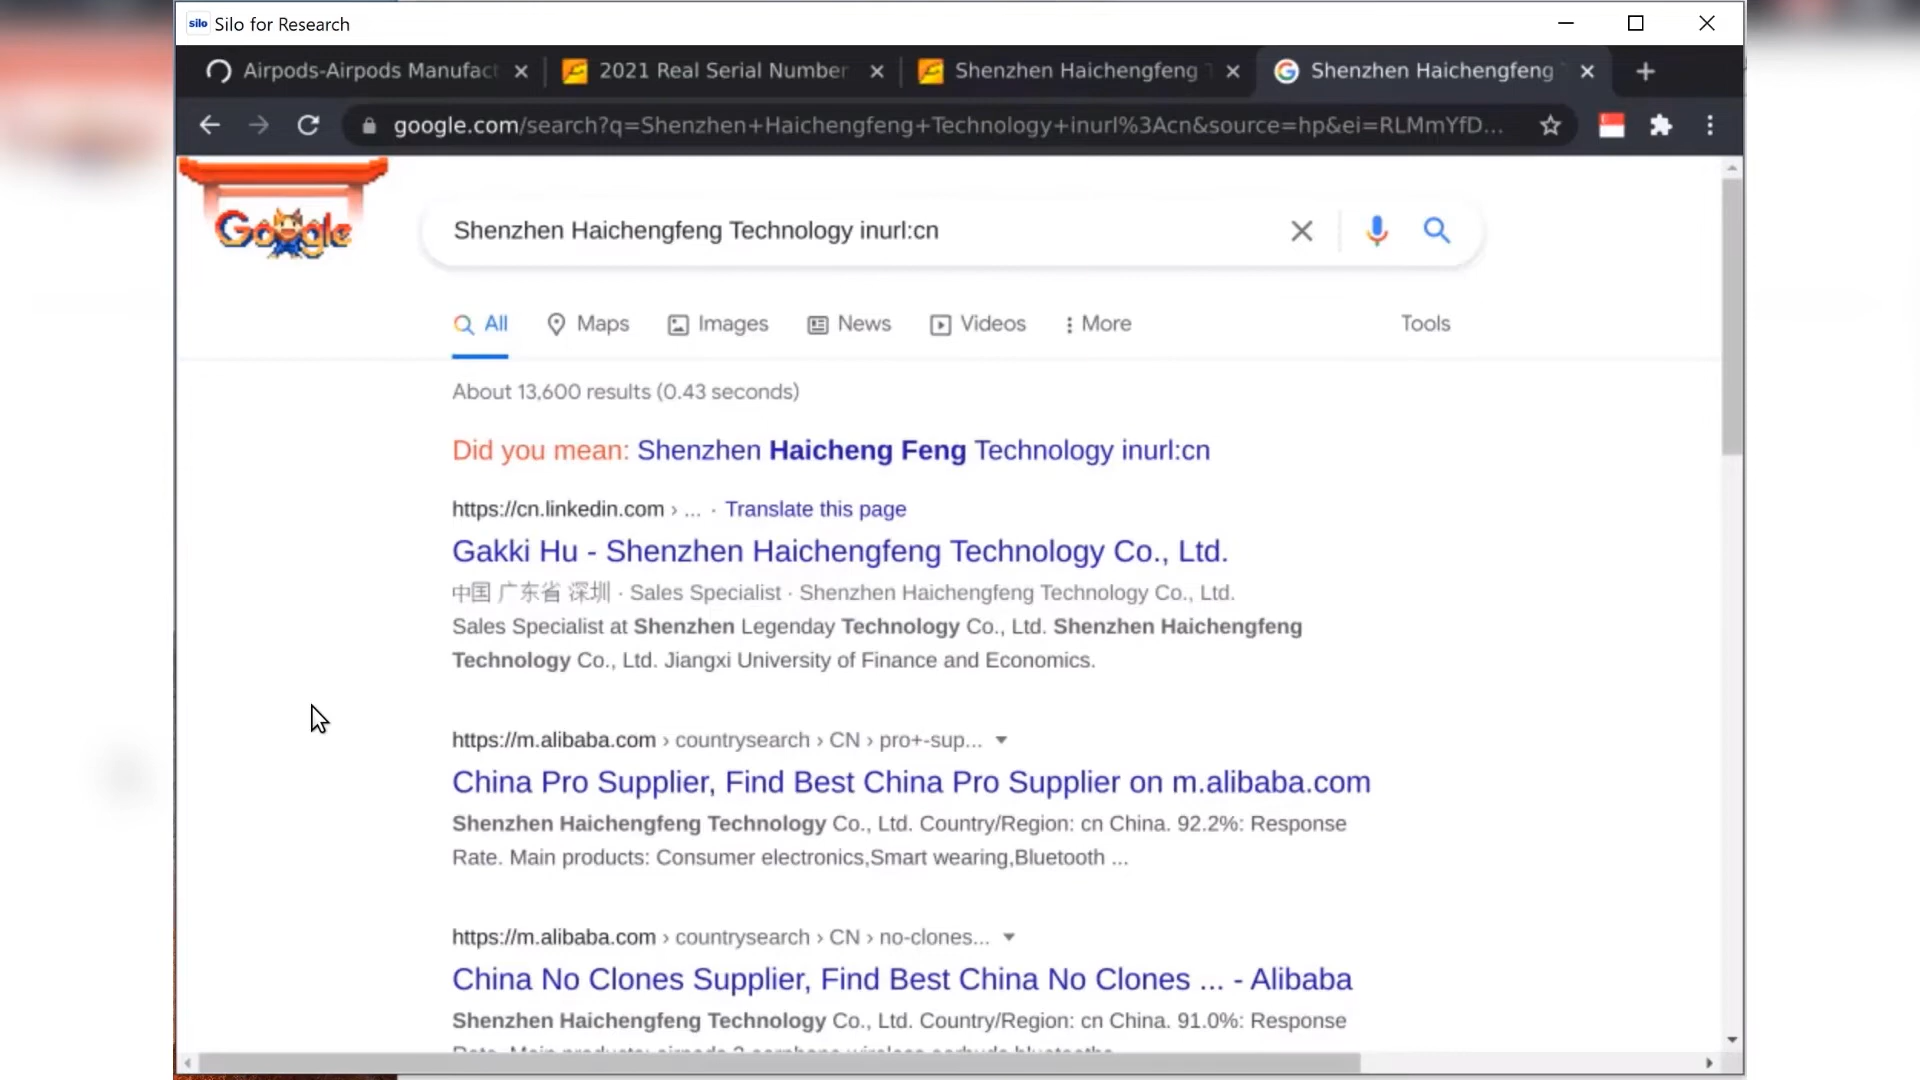 silo Silo for Research
Airpods-Airpods Manufact
2021 Real Serial Number
Shenzhen Haichengfeng
Shenzhen Haichengfeng
google.com/search?q=Shenzhen+Haichengfeng+Technology+inurl%3Acn&source=hp&ei=RLMmYfD...
Google
Shenzhen Haichengfeng Technology inurl:cn
All Maps Images News Videos More Tools
About 13,600 results (0.43 seconds)
Did you mean: Shenzhen Haicheng Feng Technology inurl:cn
https://cn.linkedin.com › ... · Translate this page
Gakki Hu - Shenzhen Haichengfeng Technology Co., Ltd.
中国 广东省 深圳 · Sales Specialist · Shenzhen Haichengfeng Technology Co., Ltd.
Sales Specialist at Shenzhen Legenday Technology Co., Ltd. Shenzhen Haichengfeng
Technology Co., Ltd. Jiangxi University of Finance and Economics.
https://m.alibaba.com › countrysearch › CN › pro+-sup...
China Pro Supplier, Find Best China Pro Supplier on m.alibaba.com
Shenzhen Haichengfeng Technology Co., Ltd. Country/Region: cn China. 92.2%: Response
Rate. Main products: Consumer electronics,Smart wearing,Bluetooth ...
https://m.alibaba.com › countrysearch › CN › no-clones...
China No Clones Supplier, Find Best China No Clones ... - Alibaba
Shenzhen Haichengfeng Technology Co., Ltd. Country/Region: cn China. 91.0%: Response